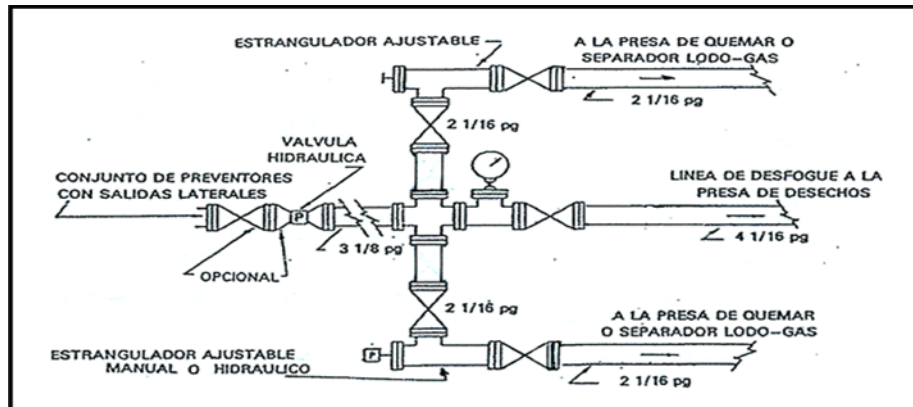 ESTRANGULADOR AJUSTABLE
A LA PRESA DE QUEMAR O
SEPARADOR LODO-GAS
2 1/16 pg
2 1/16 pg
VALVULA
HIDRAULICA
CONJUNTO DE PREVENTORES
CON SALIDAS LATERALES
LINEA DE DESFOGUE A LA
PRESA DE DESECHOS
P
3 1/8 pg
4 1/16 pg
OPCIONAL
2 1/16 pg
A LA PRESA DE QUEMAR
O SEPARADOR LODO-GAS
ESTRANGULADOR AJUSTABLE
MANUAL O HIDRAULICO
P
2 1/16 pg